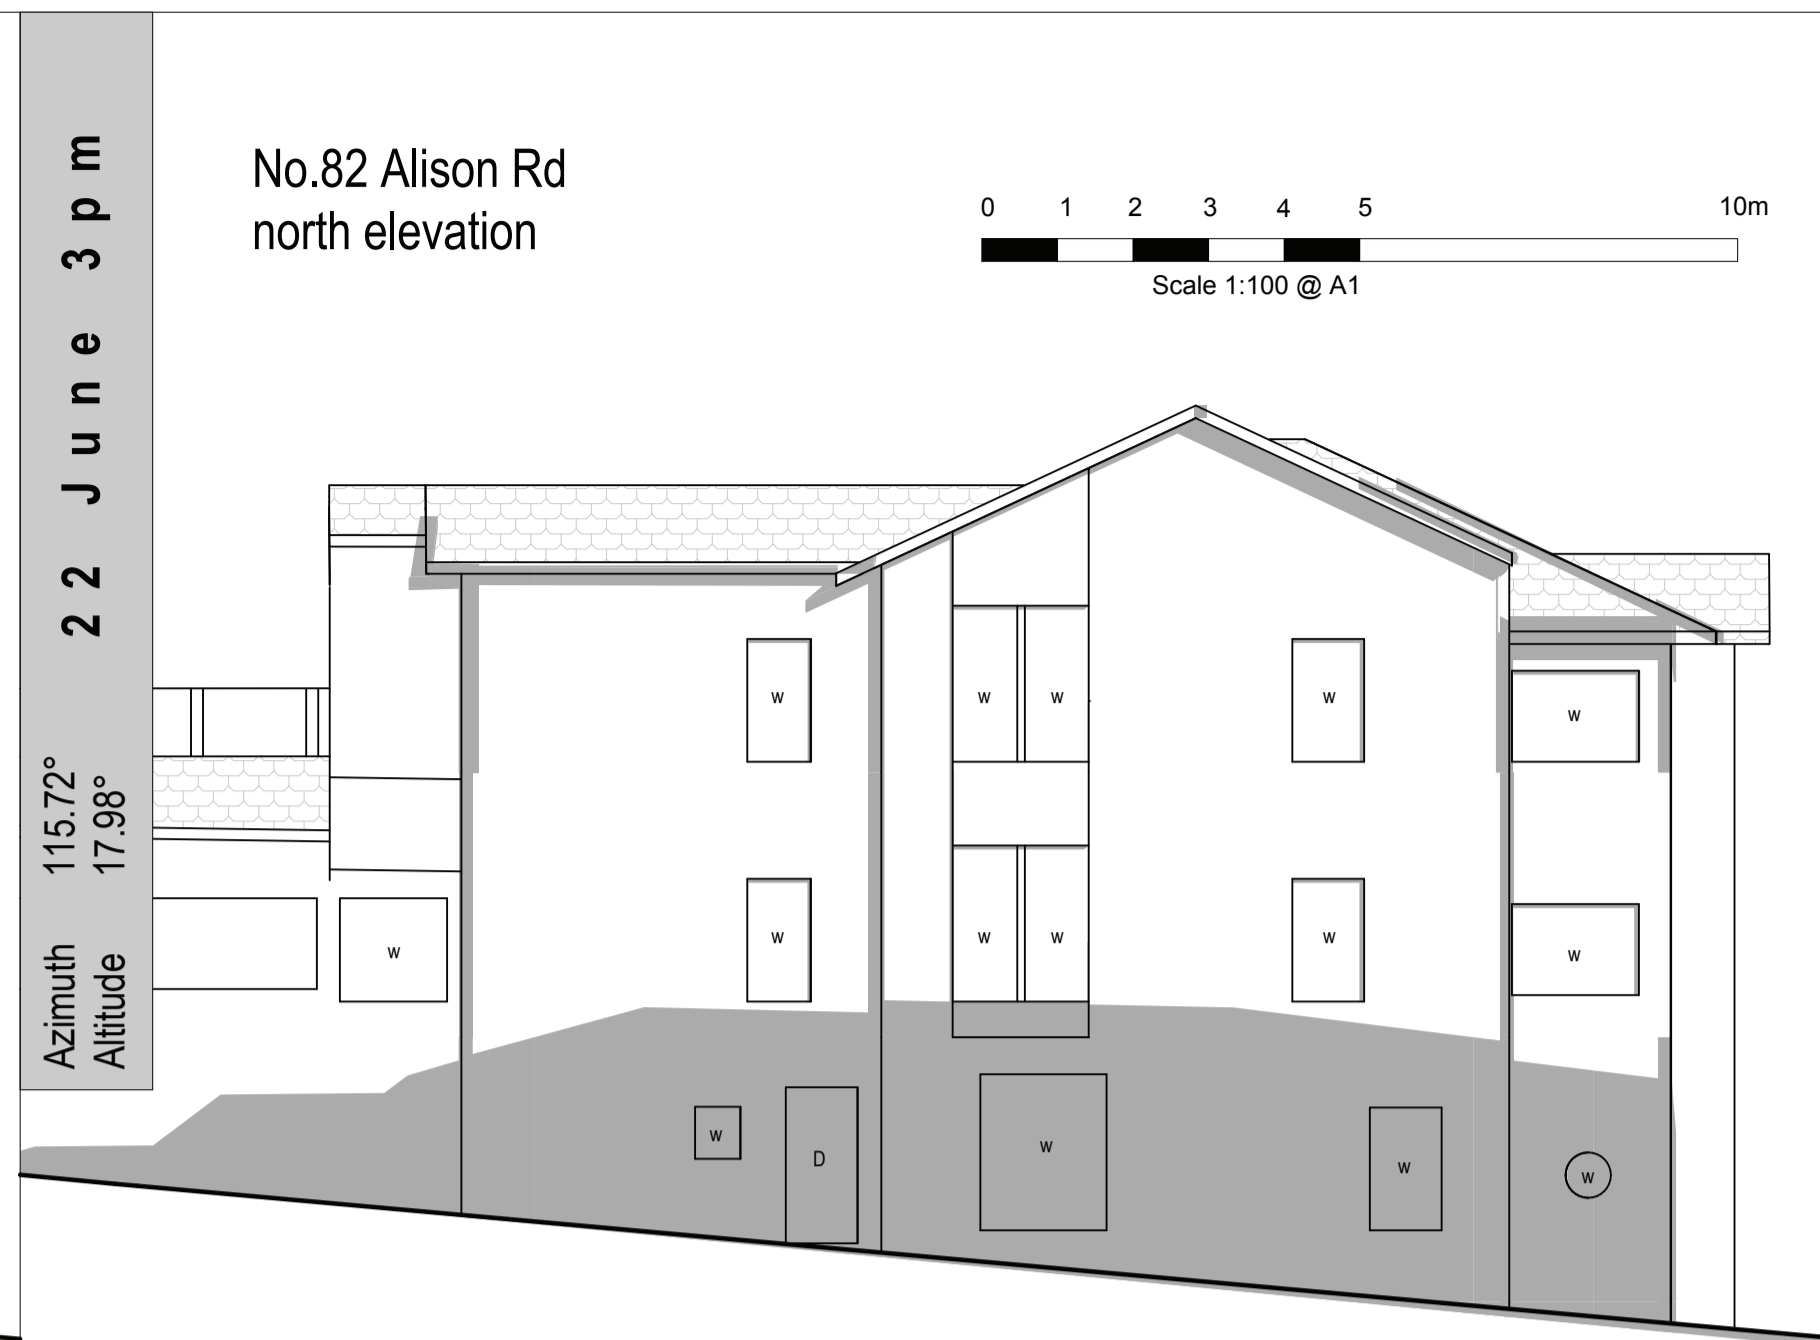 22 June 3pm
Azimuth 115.72°
Altitude 17.98°
No.82 Alison Rd
north elevation
0 1 2 3 4 5 10m
Scale 1:100 @ A1
W W W W W
W
W W W W W
W
W
D
W
W
W